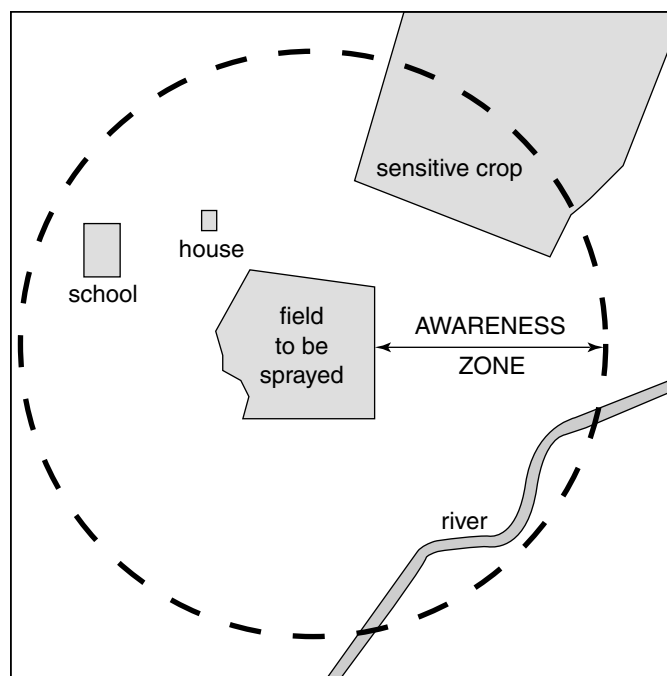 sensitive crop
house
school
field
to be
sprayed
AWARENESS
ZONE
river